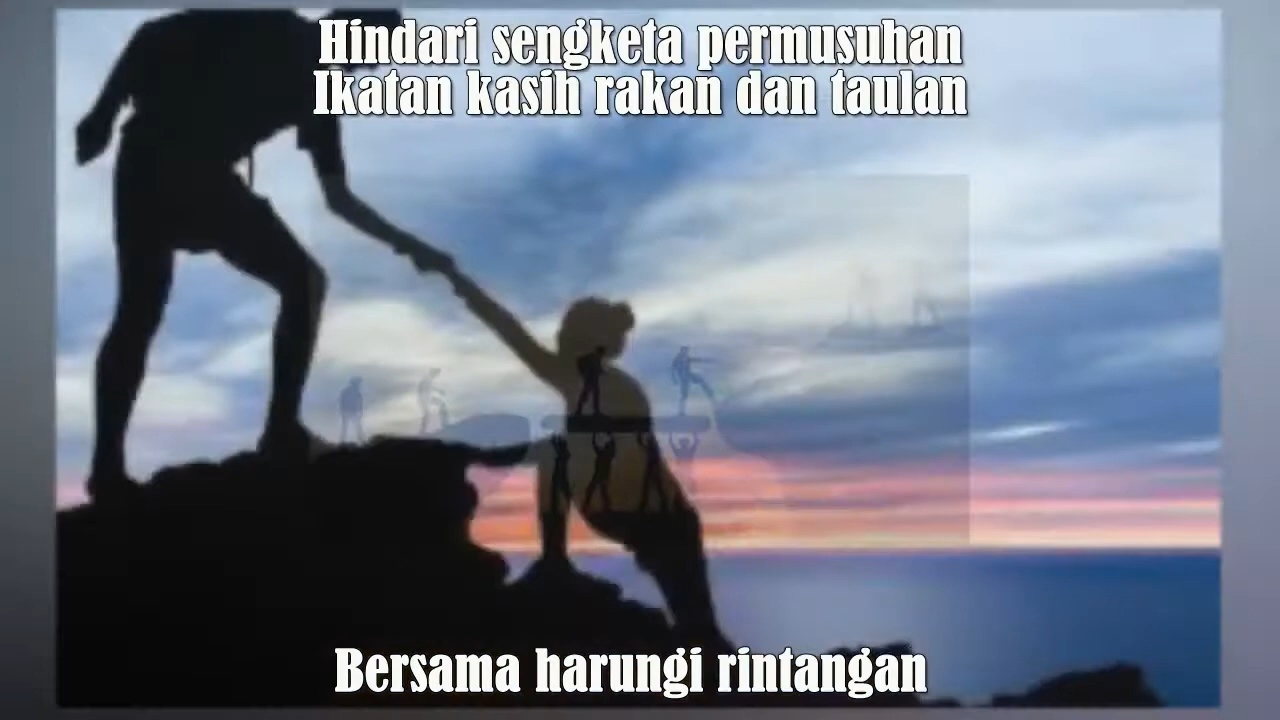 Hindari sengketa permusuhan
Ikatan kasih rakan dan taulan
Bersama harungi rintangan